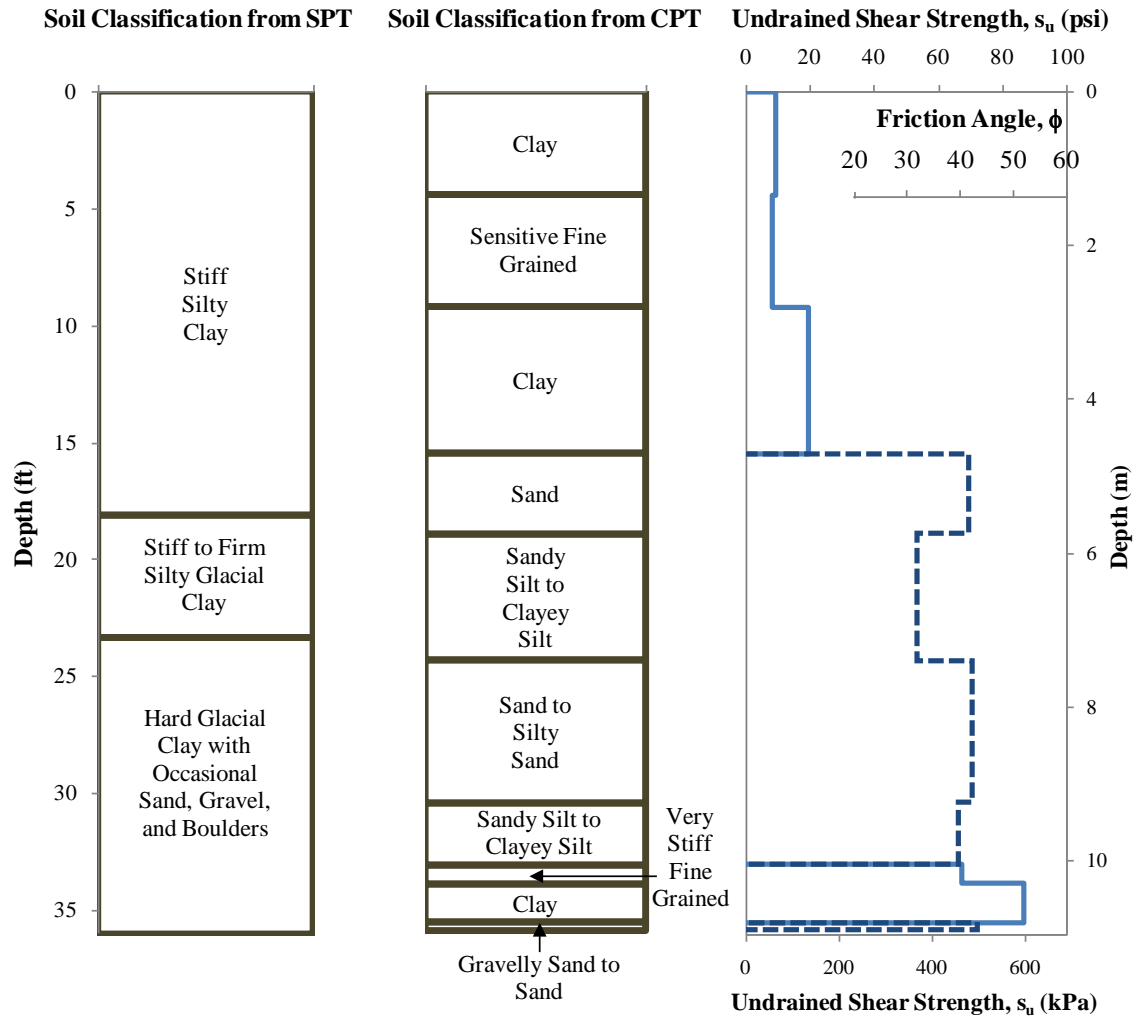 Soil Classification from SPT
Soil Classification from CPT
Undrained Shear Strength, su (psi)
0 20 40 60 80 100
Friction Angle, ϕ
20 30 40 50 60
Depth (ft)
0
5
10
15
20
25
30
35
Stiff
Silty
Clay
Stiff to Firm
Silty Glacial
Clay
Hard Glacial
Clay with
Occasional
Sand, Gravel,
and Boulders
Clay
Sensitive Fine
Grained
Clay
Sand
Sandy
Silt to
Clayey
Silt
Sand to
Silty
Sand
Sandy Silt to
Clayey Silt
Very
Stiff
Fine
Grained
Clay
Gravelly Sand to
Sand
0
2
4
6
8
10
Depth (m)
0 200 400 600
Undrained Shear Strength, su (kPa)